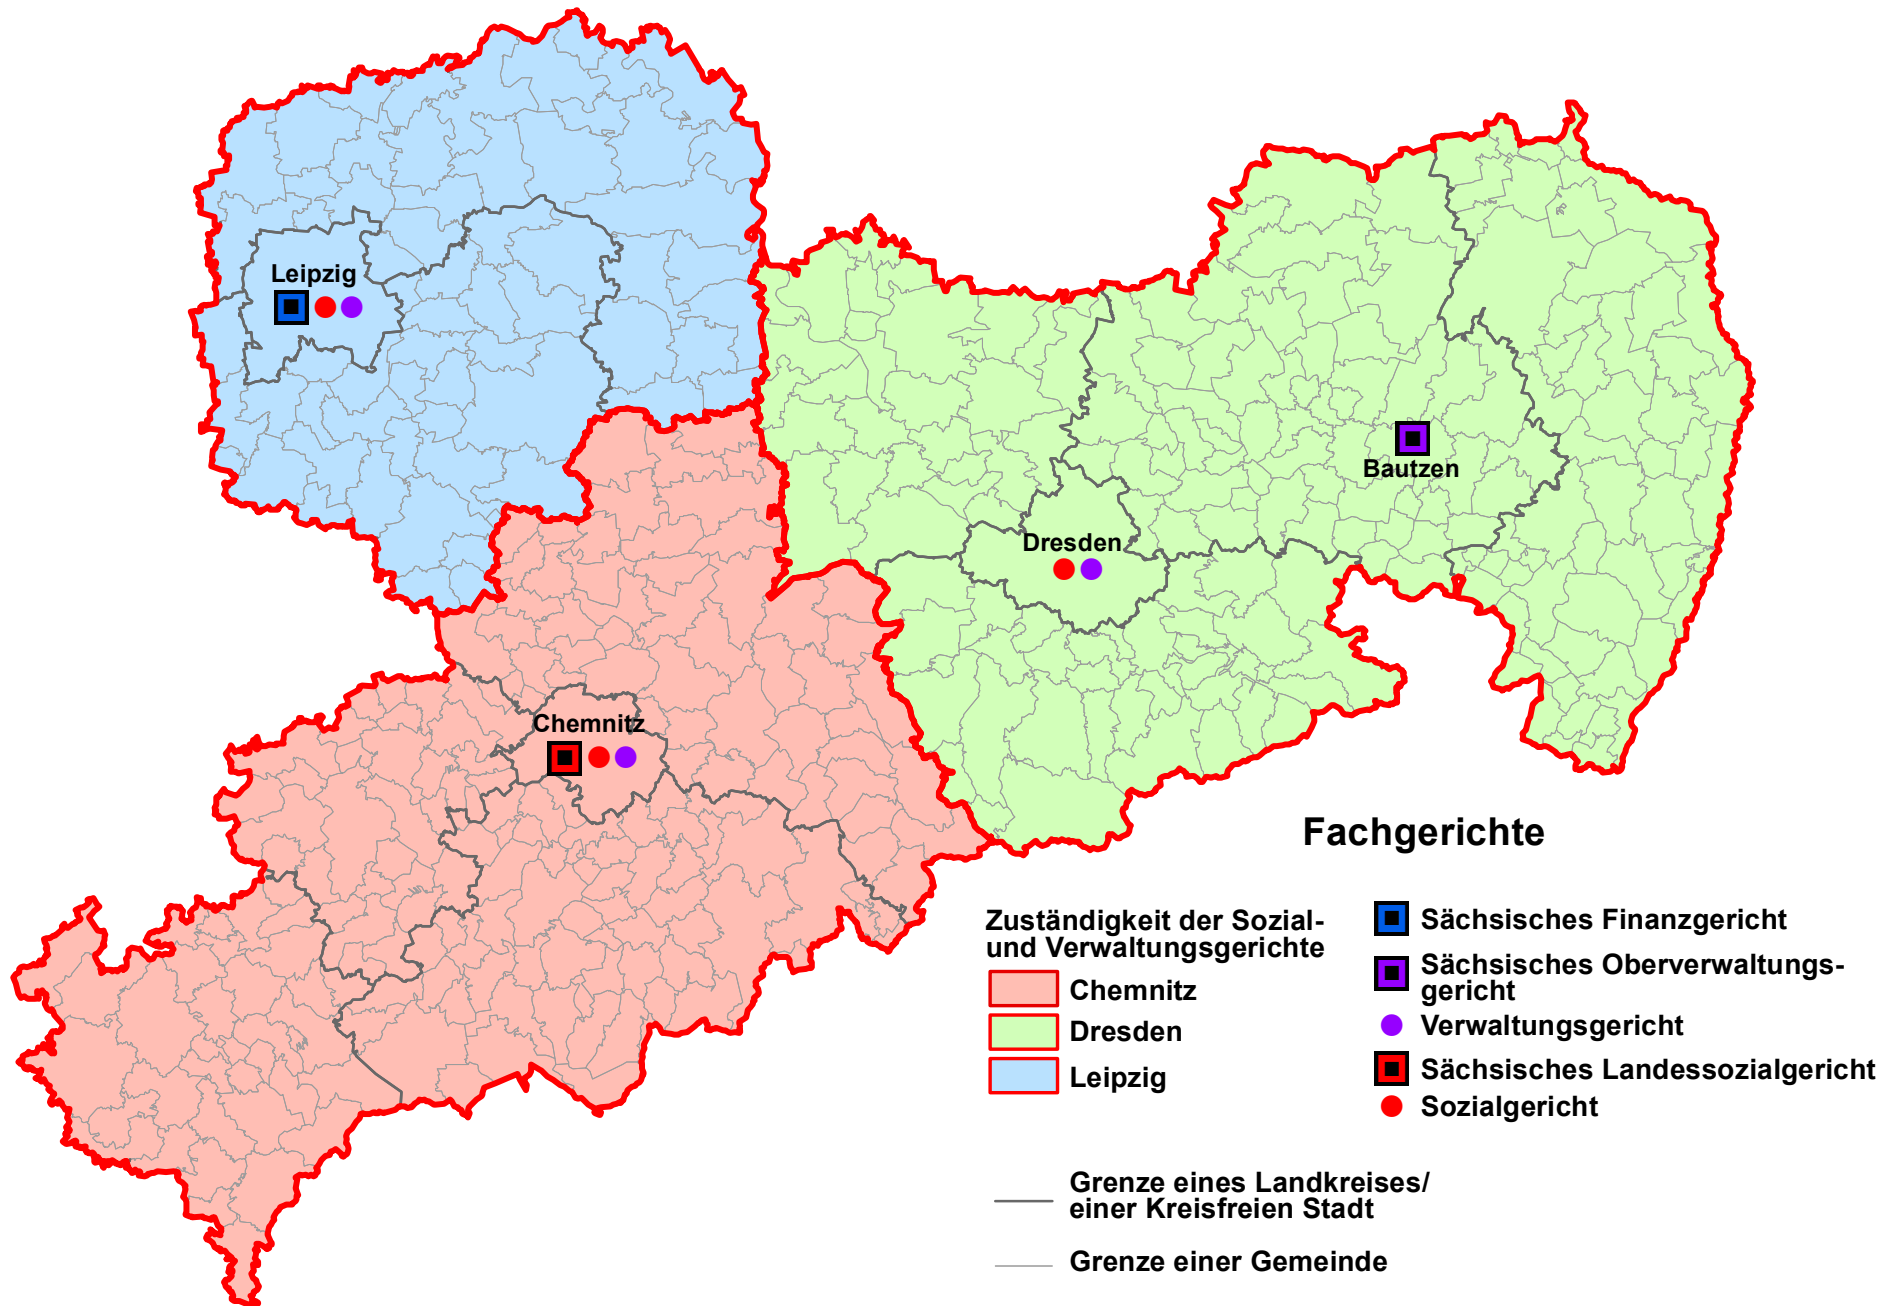 Leipzig
Bautzen
Dresden
Chemnitz
Fachgerichte
Zuständigkeit der Sozial-
und Verwaltungsgerichte
Chemnitz
Dresden
Leipzig
Sächsisches Finanzgericht
Sächsisches Oberverwaltungs-
gericht
Verwaltungsgericht
Sächsisches Landessozialgericht
Sozialgericht
Grenze eines Landkreises/
einer Kreisfreien Stadt
Grenze einer Gemeinde